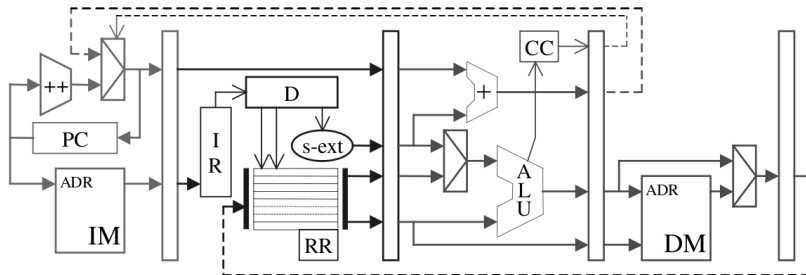 CC
++
D
+
PC
I
R
s-ext
A
L
U
ADR
ADR
IM
RR
DM